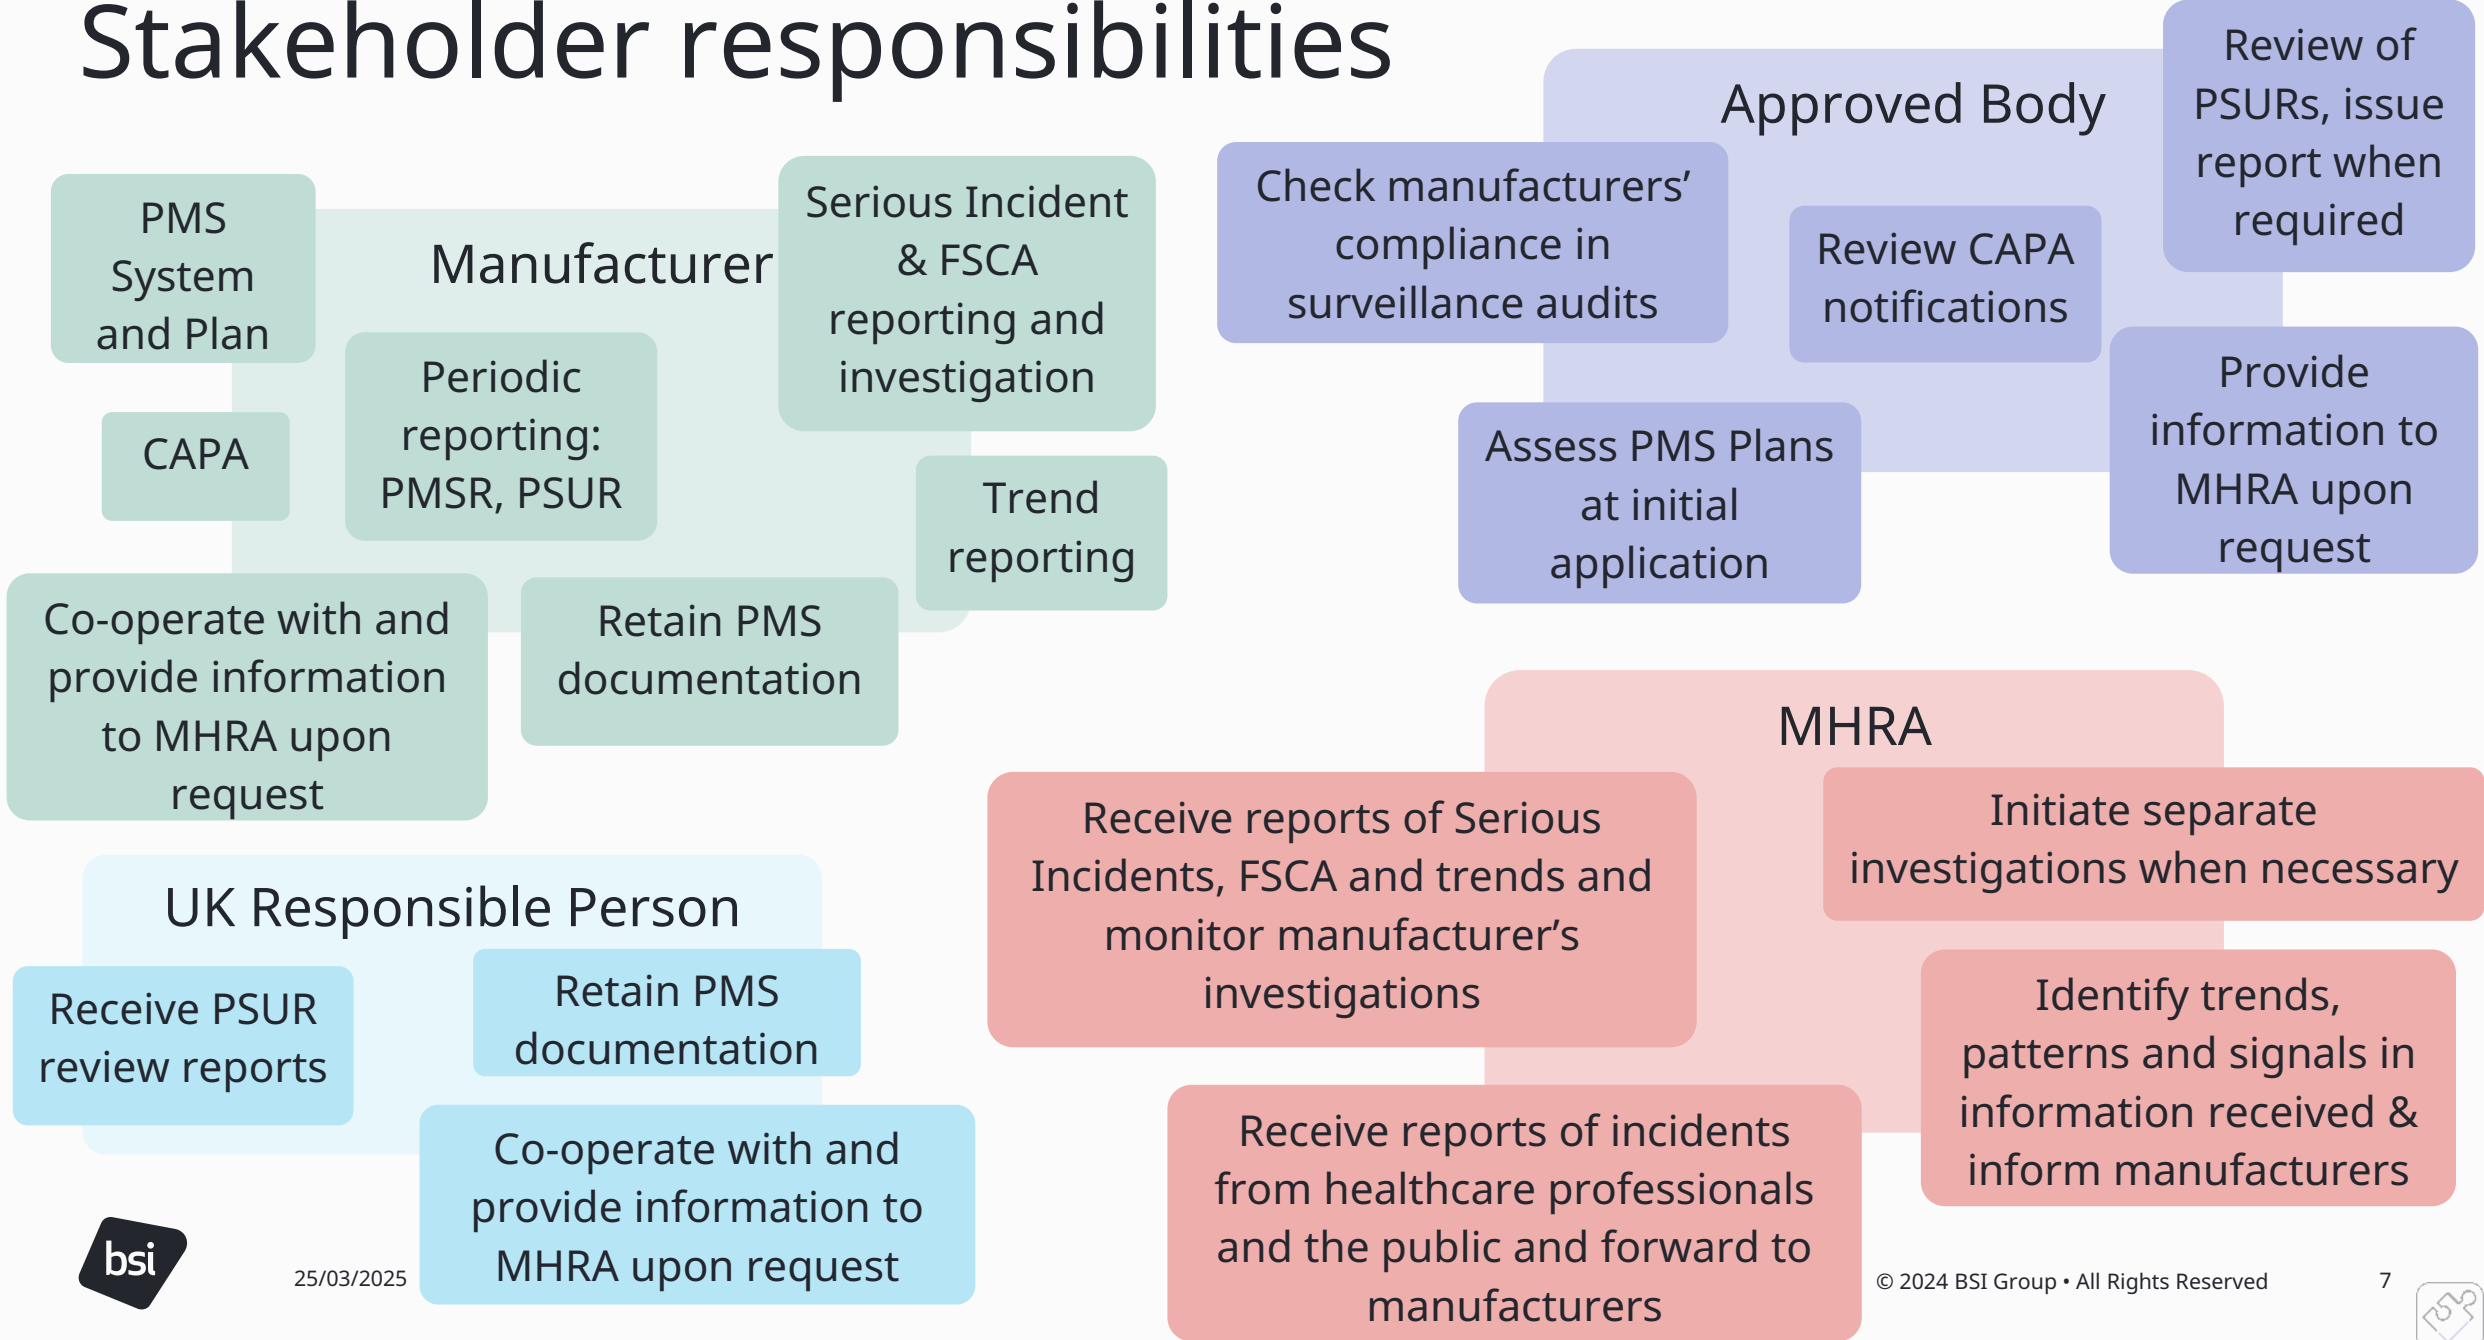 Stakeholder responsibilities
Manufacturer
PMS
System
and Plan
Serious Incident
& FSCA
reporting and
investigation
Periodic
reporting:
PMSR, PSUR
CAPA
Trend
reporting
Co-operate with and
provide information
to MHRA upon
request
Retain PMS
documentation
Approved Body
Review of
PSURs, issue
report when
required
Check manufacturers’
compliance in
surveillance audits
Review CAPA
notifications
Provide
information to
MHRA upon
request
Assess PMS Plans
at initial
application
UK Responsible Person
Receive PSUR
review reports
Retain PMS
documentation
Co-operate with and
provide information to
MHRA upon request
MHRA
Receive reports of Serious
Incidents, FSCA and trends and
monitor manufacturer’s
investigations
Initiate separate
investigations when necessary
Identify trends,
patterns and signals in
information received &
inform manufacturers
Receive reports of incidents
from healthcare professionals
and the public and forward to
manufacturers
bsi
25/03/2025
© 2024 BSI Group • All Rights Reserved
7